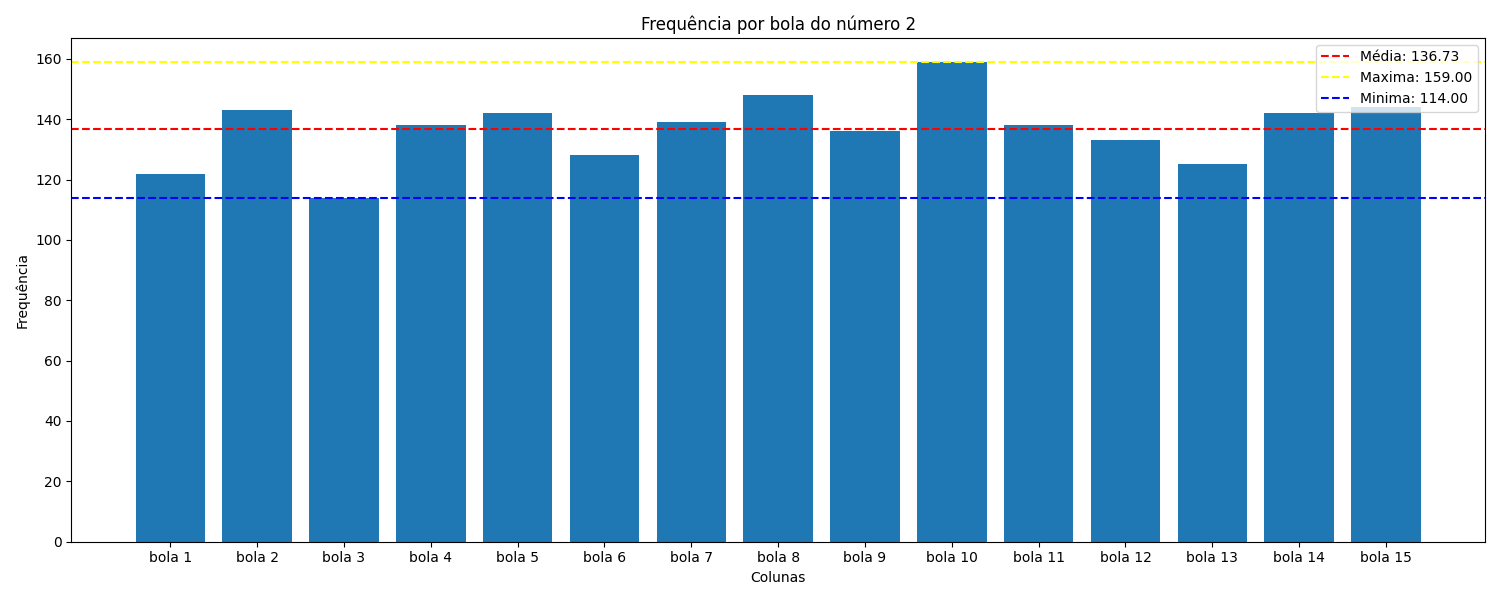 Frequência por bola do número 2
Média: 136.73
Maxima: 159.00
Minima: 114.00
Frequência
160
140
120
100
80
60
40
20
0
bola 1 bola 2 bola 3 bola 4 bola 5 bola 6 bola 7 bola 8 bola 9 bola 10 bola 11 bola 12 bola 13 bola 14 bola 15
Colunas